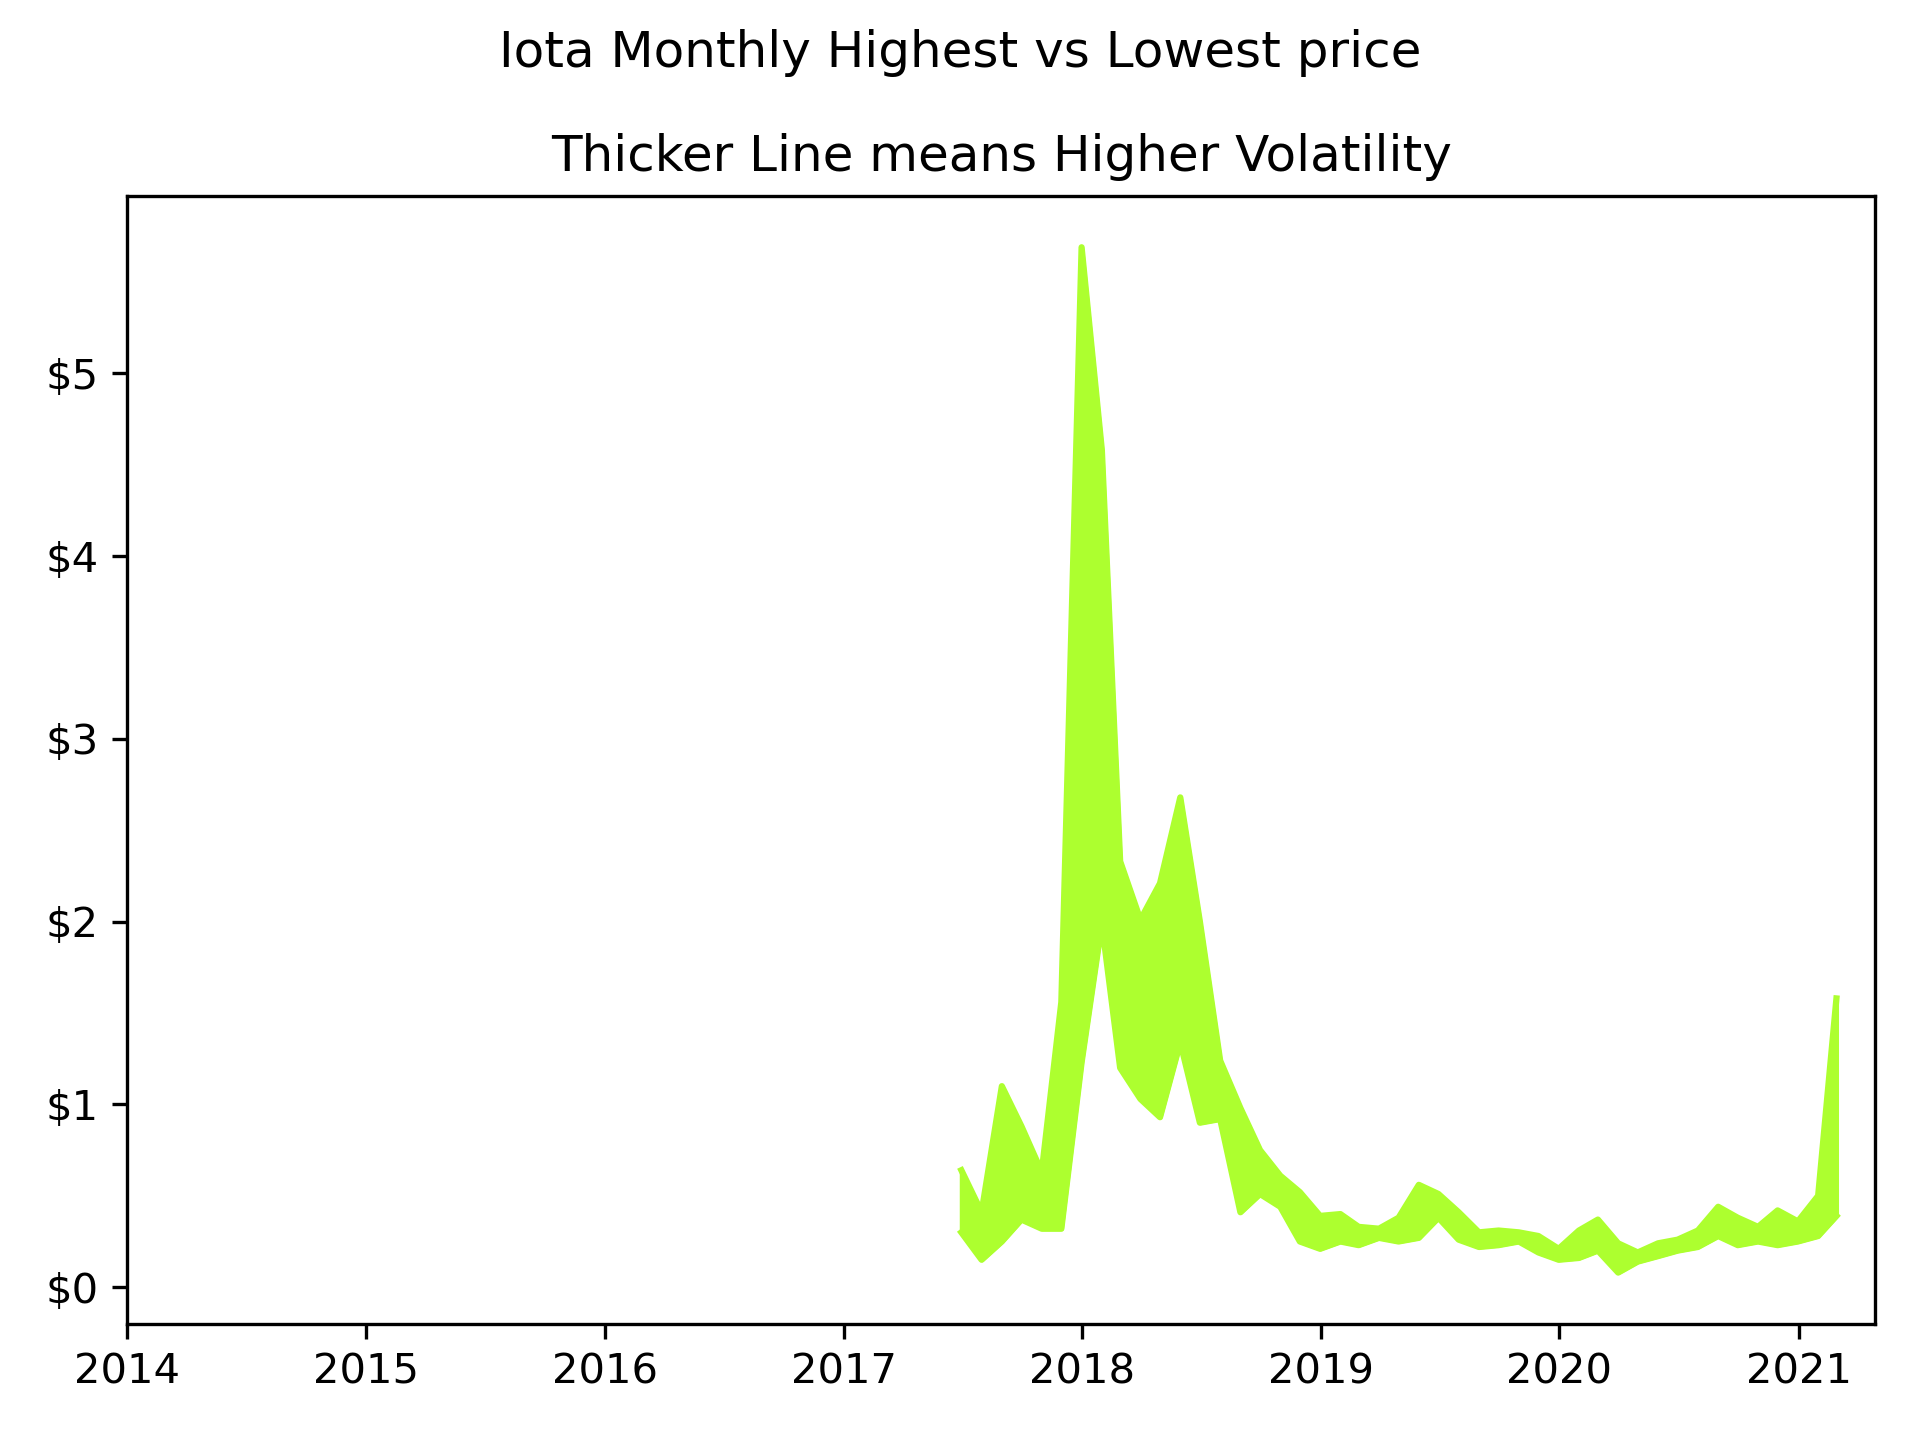 Iota Monthly Highest vs Lowest price
Thicker Line means Higher Volatility
$5
$4
$3
$2
$1
$0
2014 2015 2016 2017 2018 2019 2020 2021